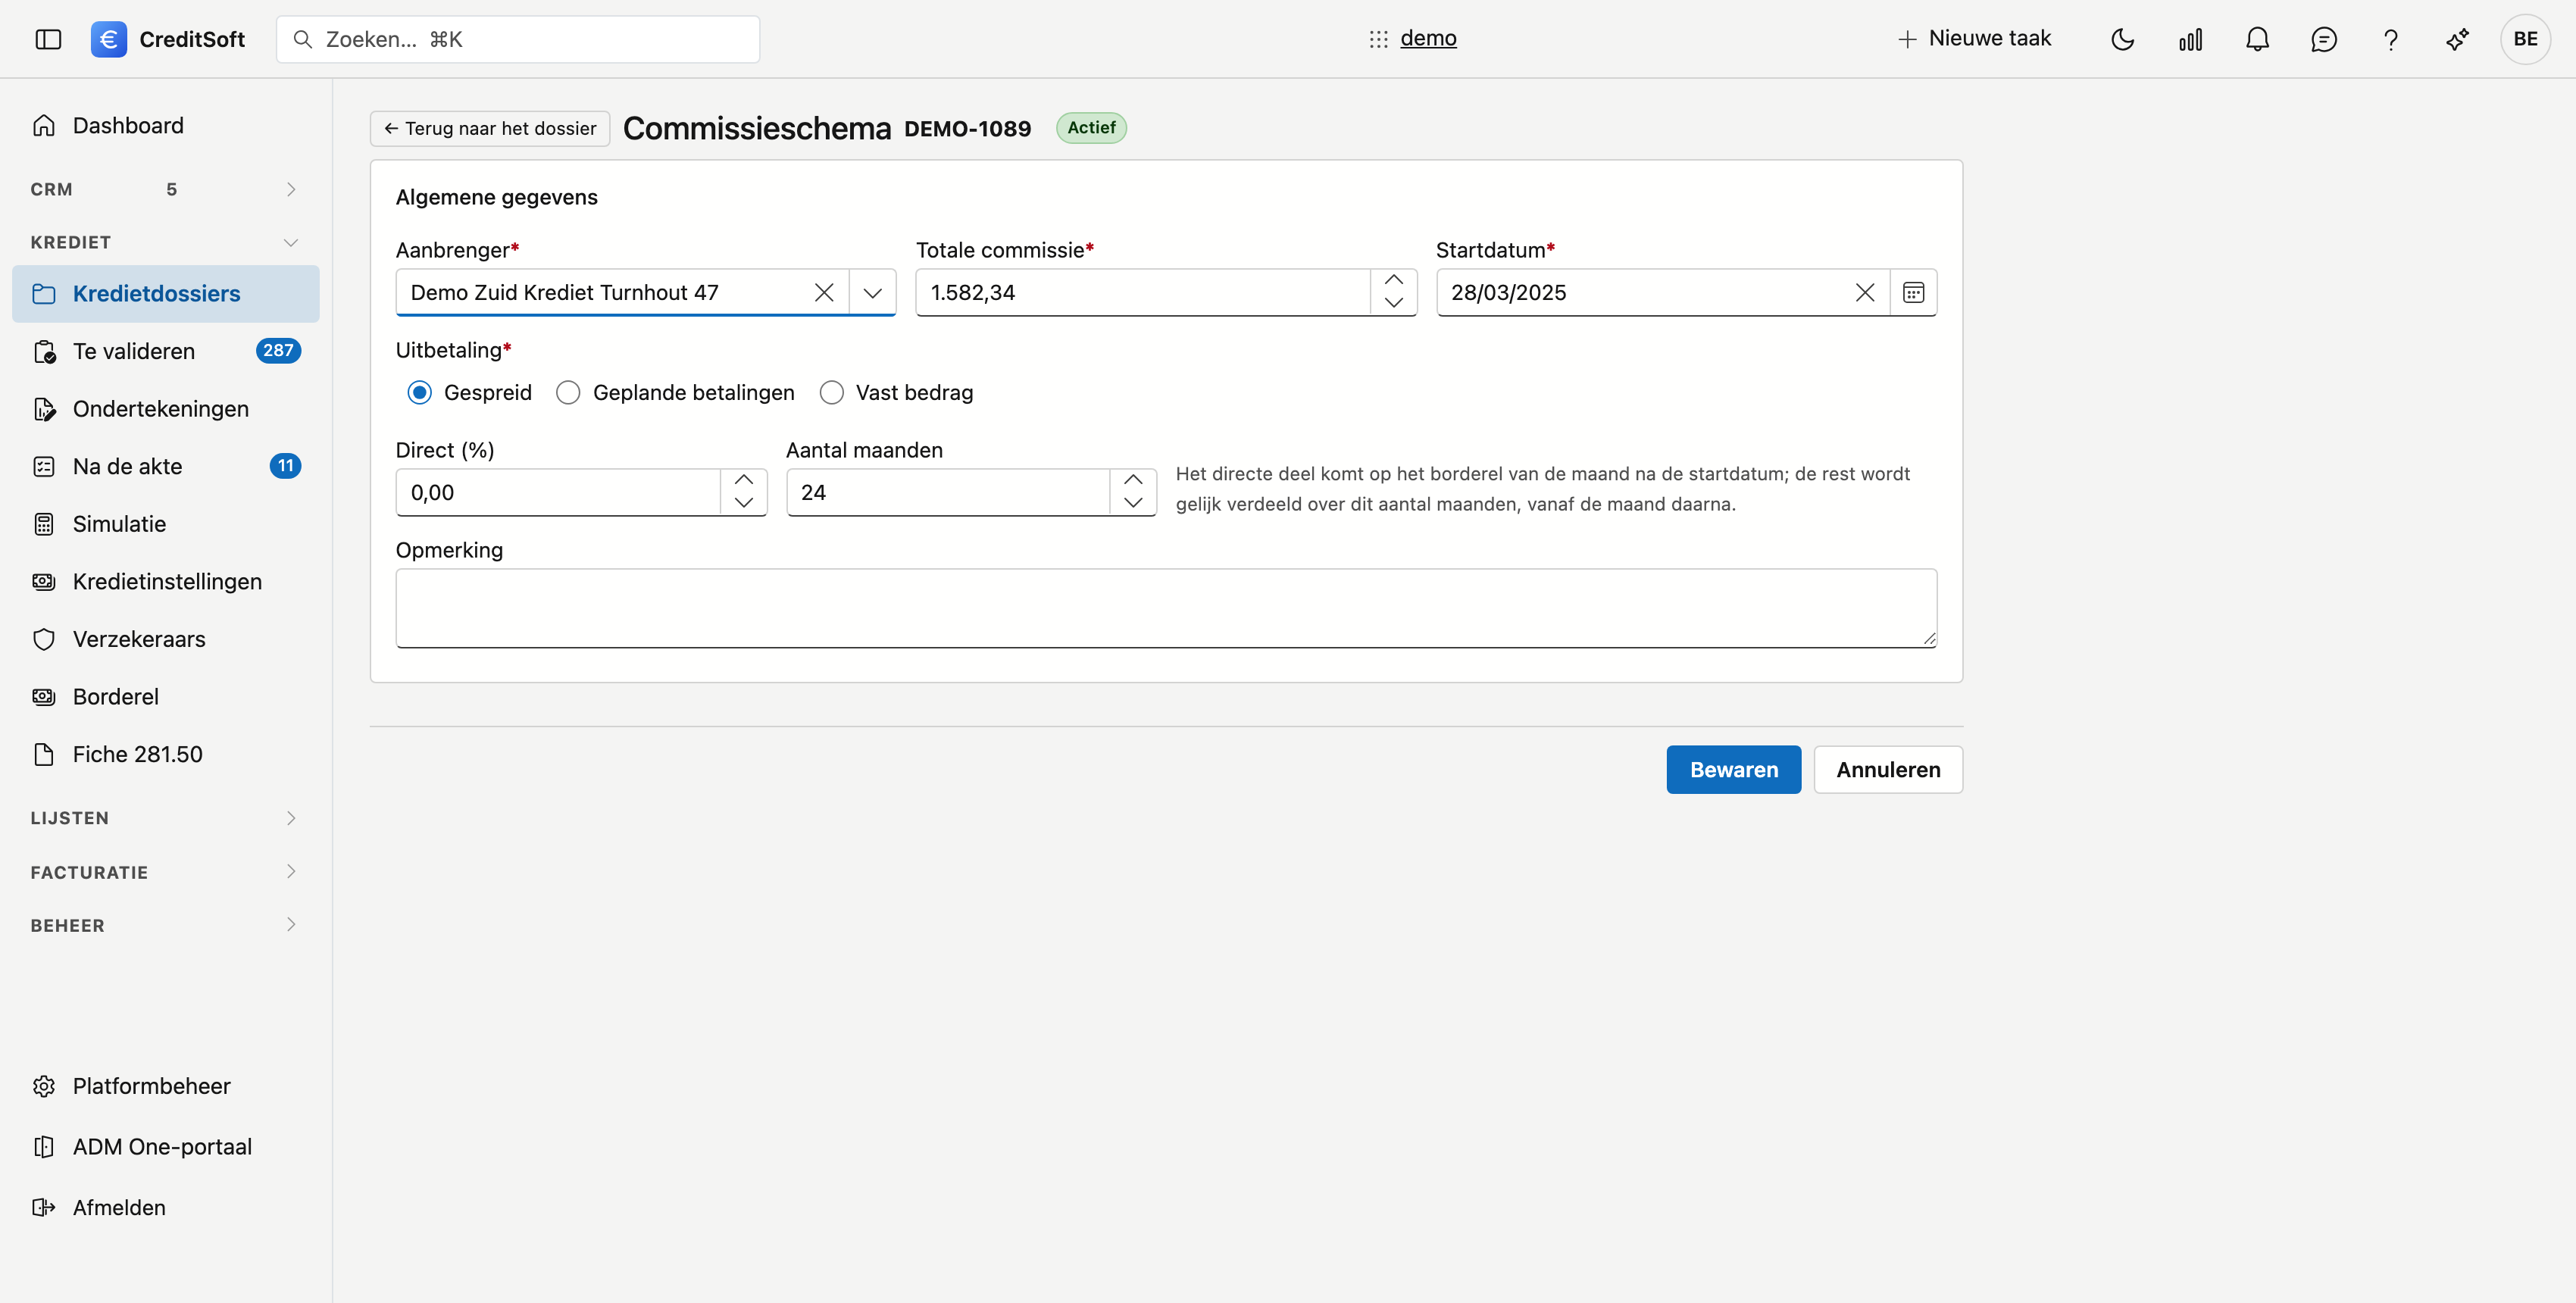 € CreditSoft
Zoeken... ⌘K
demo
Nieuwe taak
BE
Dashboard
CRM 5
KREDIET
Kredietdossiers
Te valideren 287
Ondertekeningen
Na de akte 11
Simulatie
Kredietinstellingen
Verzekeraars
Borderel
Fiche 281.50
LIJSTEN
FACTURATIE
BEHEER
Platformbeheer
ADM One-portaal
Afmelden
← Terug naar het dossier Commissieschema DEMO-1089 Actief
Algemene gegevens
Aanbrenger* Totale commissie* Startdatum*
Demo Zuid Krediet Turnhout 47 1.582,34 28/03/2025
Uitbetaling*
Gespreid Geplande betalingen Vast bedrag
Direct (%) Aantal maanden
0,00 24
Het directe deel komt op het borderel van de maand na de startdatum; de rest wordt
gelijk verdeeld over dit aantal maanden, vanaf de maand daarna.
Opmerking
Bewaren Annuleren